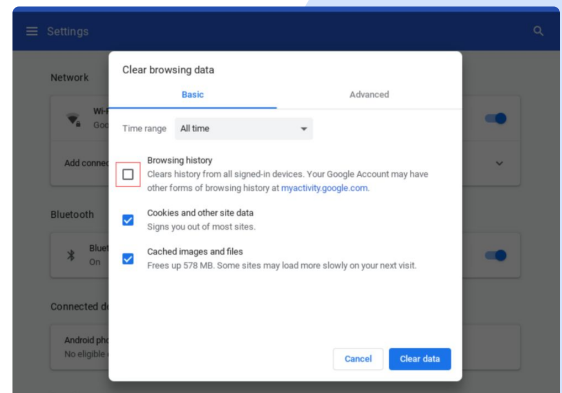 Settings
Clear browsing data
Basic
Advanced
Time range
All time
Browsing history
Clears history from all signed-in devices. Your Google Account may have
other forms of browsing history at myactivity.google.com.
Cookies and other site data
Signs you out of most sites.
Cached images and files
Frees up 578 MB. Some sites may load more slowly on your next visit.
Cancel
Clear data
Network
Add connec
Bluetooth
Bluet
On
Connected d
Android pho
No eligible